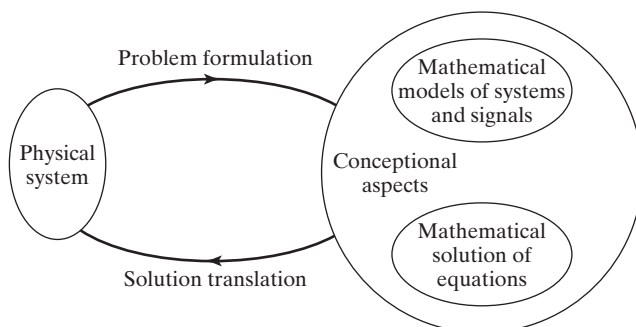 Problem formulation
Mathematical
models of systems
and signals
Physical
system
Conceptional
aspects
Mathematical
solution of
equations
Solution translation